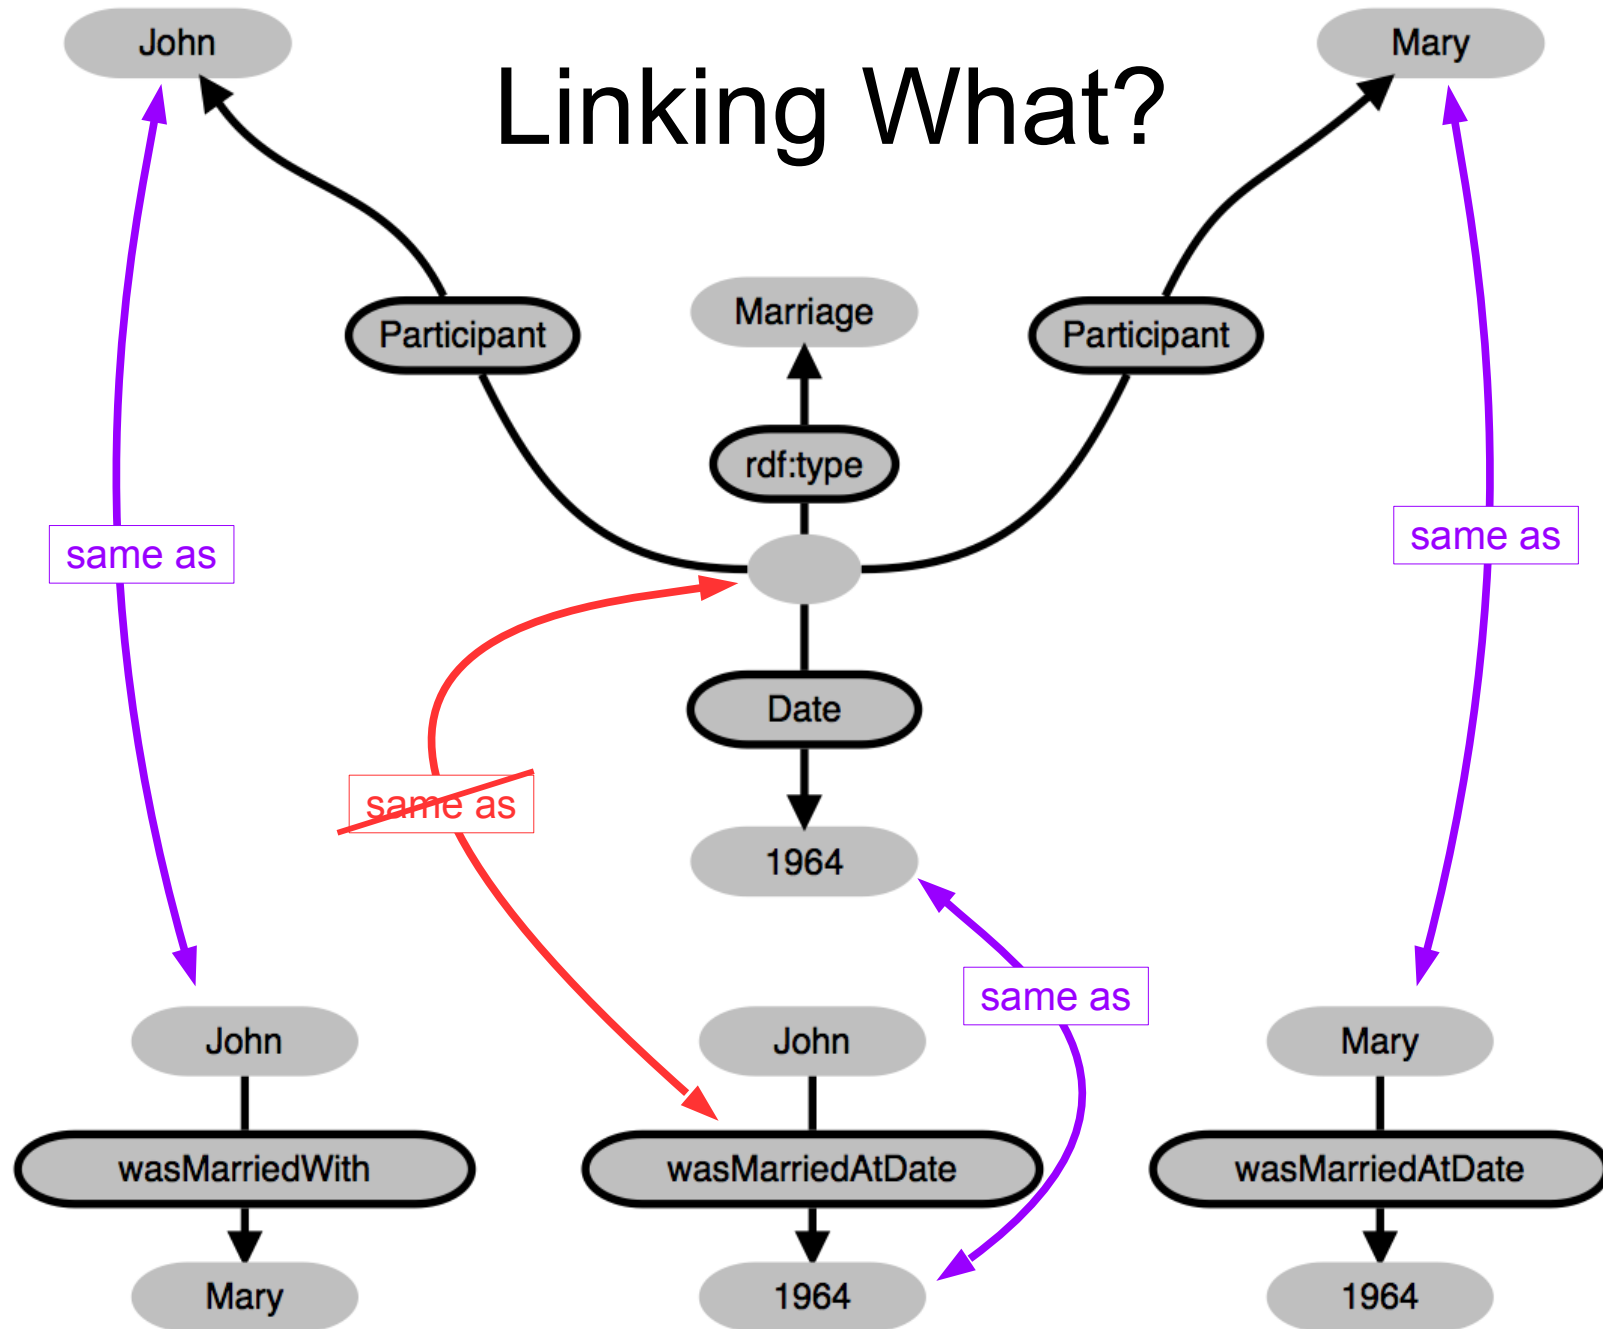 John
Mary
Linking What?
Marriage
Participant
Participant
rdf:type
same as
same as
Date
same as
1964
same as
John
John
Mary
wasMarriedWith
wasMarriedAtDate
wasMarriedAtDate
Mary
1964
1964